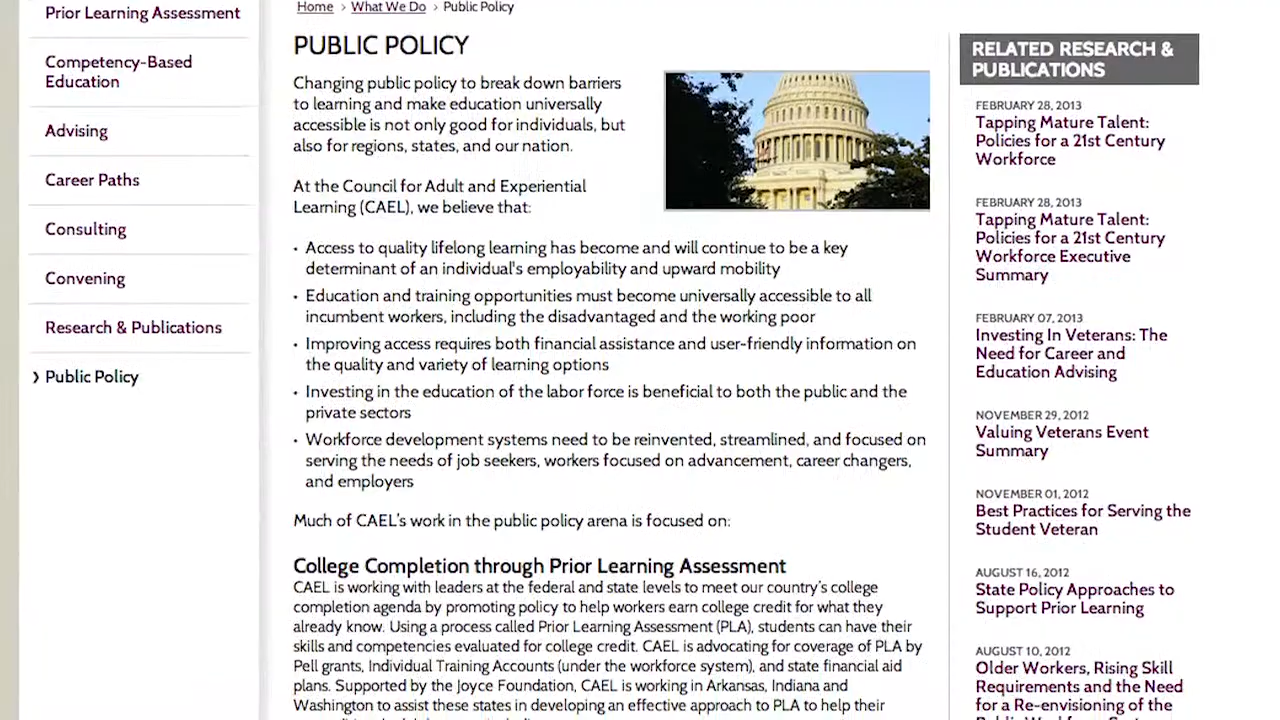 Prior Learning Assessment
Competency-Based
Education
Advising
Career Paths
Consulting
Convening
Research & Publications
› Public Policy
Home › What We Do › Public Policy
PUBLIC POLICY
Changing public policy to break down barriers
to learning and make education universally
accessible is not only good for individuals, but
also for regions, states, and our nation.
At the Council for Adult and Experiential
Learning (CAEL), we believe that:
• Access to quality lifelong learning has become and will continue to be a key
determinant of an individual's employability and upward mobility
• Education and training opportunities must become universally accessible to all
incumbent workers, including the disadvantaged and the working poor
• Improving access requires both financial assistance and user-friendly information on
the quality and variety of learning options
• Investing in the education of the labor force is beneficial to both the public and the
private sectors
• Workforce development systems need to be reinvented, streamlined, and focused on
serving the needs of job seekers, workers focused on advancement, career changers,
and employers
Much of CAEL's work in the public policy arena is focused on:
College Completion through Prior Learning Assessment
CAEL is working with leaders at the federal and state levels to meet our country's college
completion agenda by promoting policy to help workers earn college credit for what they
already know. Using a process called Prior Learning Assessment (PLA), students can have their
skills and competencies evaluated for college credit. CAEL is advocating for coverage of PLA by
Pell grants, Individual Training Accounts (under the workforce system), and state financial aid
plans. Supported by the Joyce Foundation, CAEL is working in Arkansas, Indiana and
Washington to assist these states in developing an effective approach to PLA to help their
RELATED RESEARCH &
PUBLICATIONS
FEBRUARY 28, 2013
Tapping Mature Talent:
Policies for a 21st Century
Workforce
FEBRUARY 28, 2013
Tapping Mature Talent:
Policies for a 21st Century
Workforce Executive
Summary
FEBRUARY 07, 2013
Investing In Veterans: The
Need for Career and
Education Advising
NOVEMBER 29, 2012
Valuing Veterans Event
Summary
NOVEMBER 01, 2012
Best Practices for Serving the
Student Veteran
AUGUST 16, 2012
State Policy Approaches to
Support Prior Learning
AUGUST 10, 2012
Older Workers, Rising Skill
Requirements and the Need
for a Re-envisioning of the